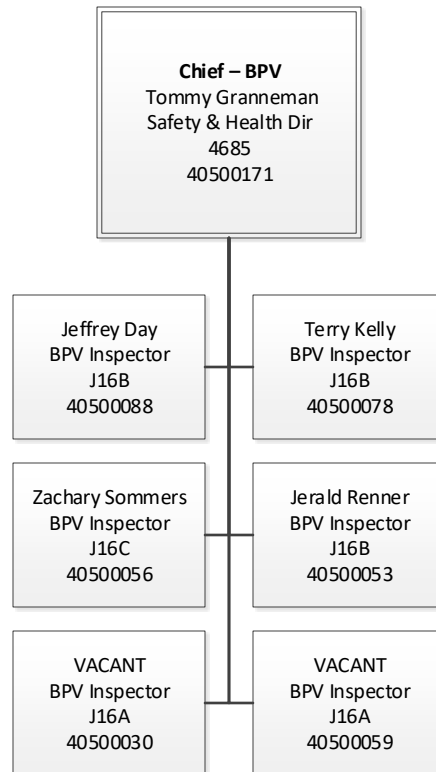 Chief – BPV
Tommy Granneman
Safety & Health Dir
4685
40500171
Jeffrey Day
BPV Inspector
J16B
40500088
Terry Kelly
BPV Inspector
J16B
40500078
Zachary Sommers
BPV Inspector
J16C
40500056
Jerald Renner
BPV Inspector
J16B
40500053
VACANT
BPV Inspector
J16A
40500030
VACANT
BPV Inspector
J16A
40500059